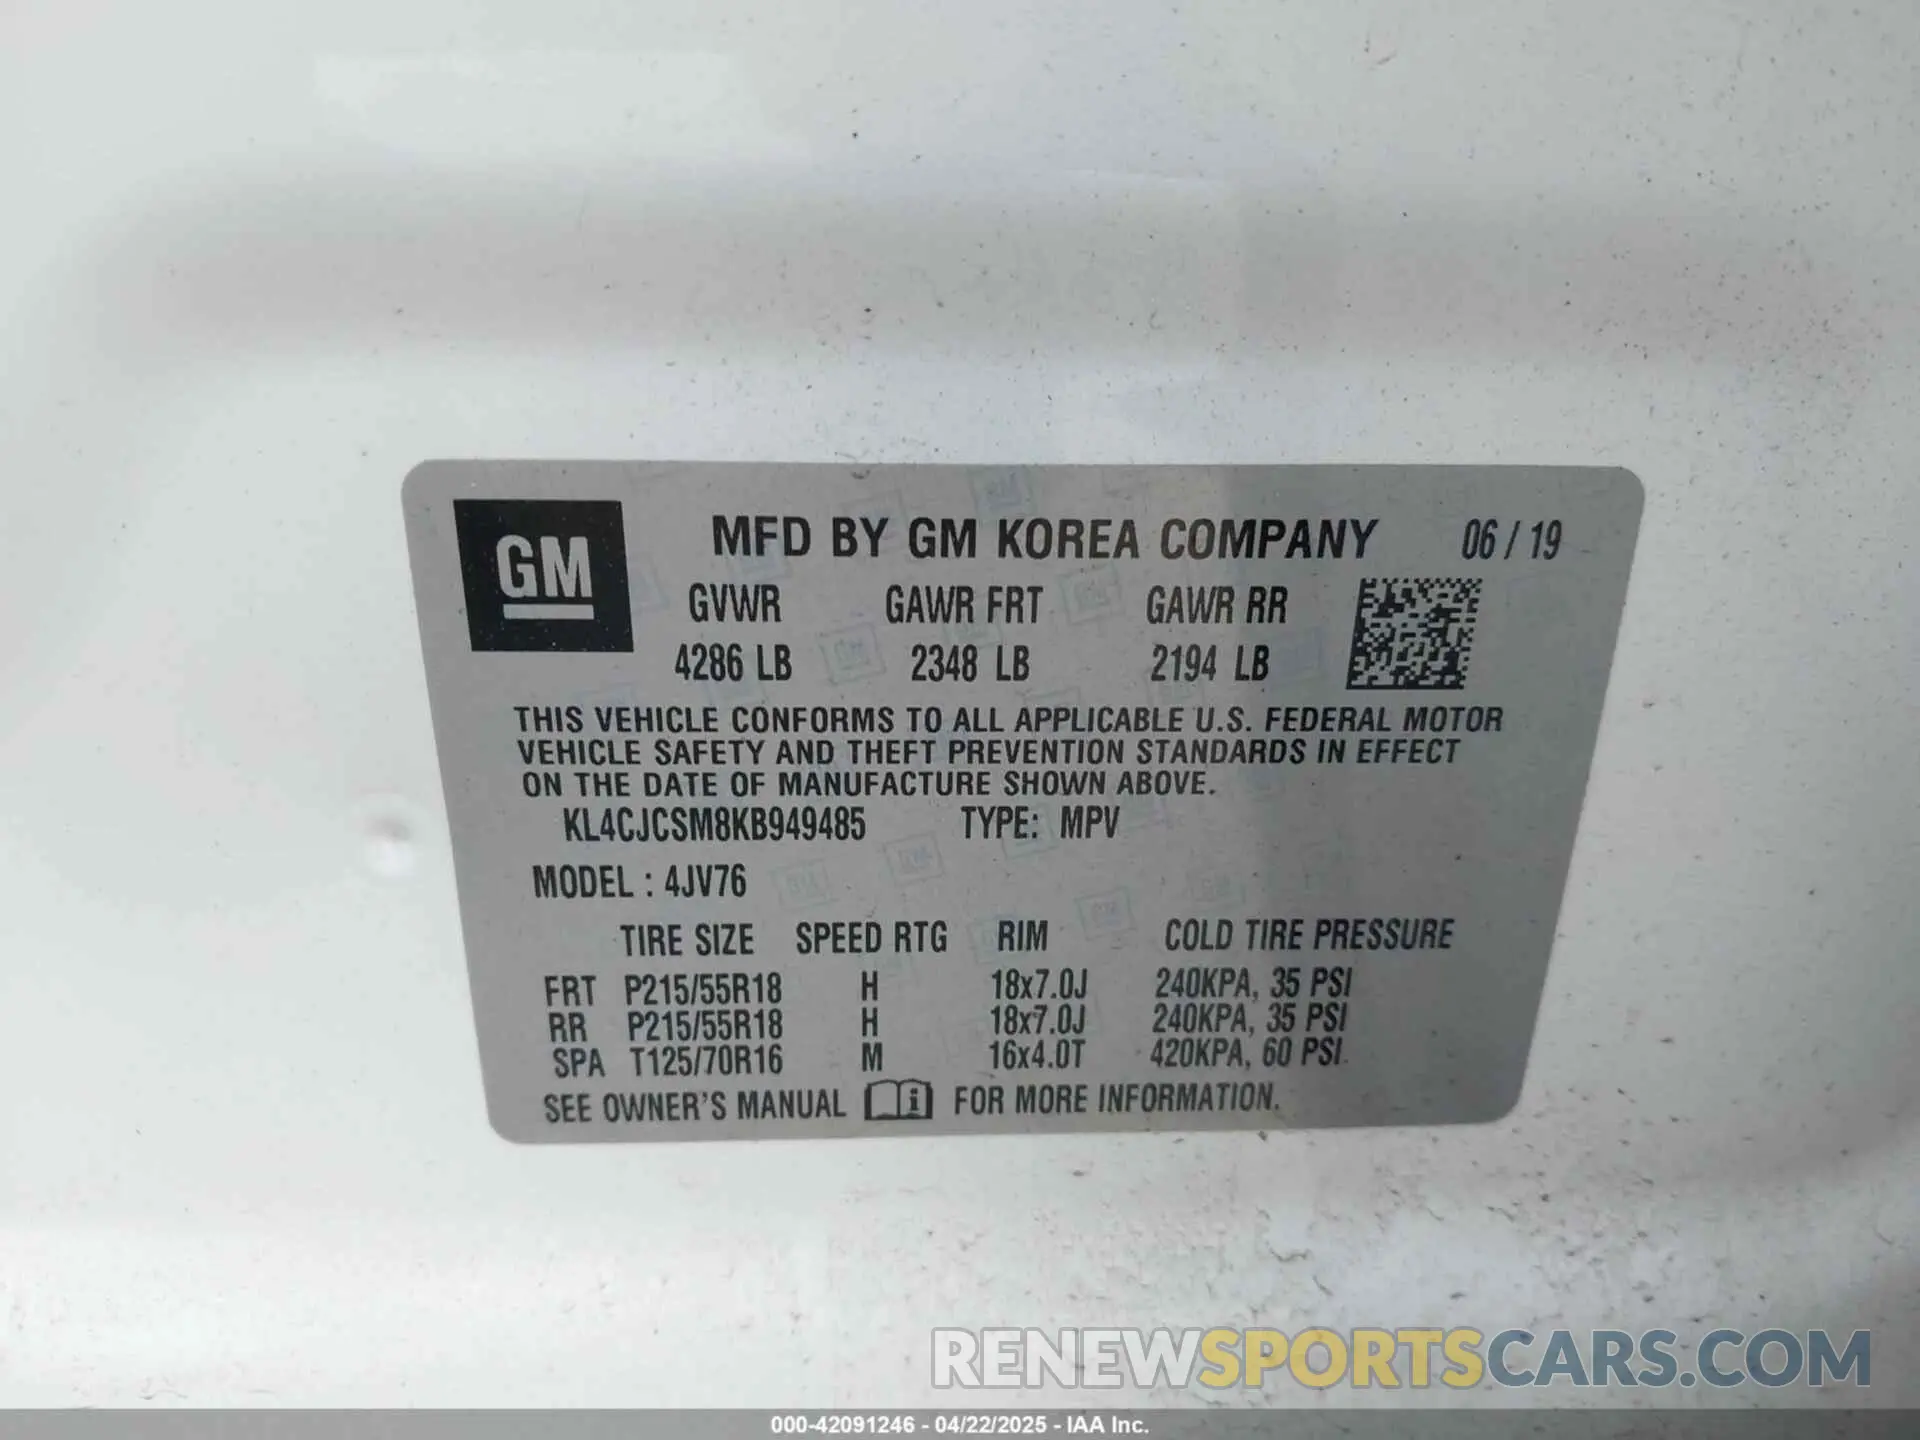 GM
MFD BY GM KOREA COMPANY 06 / 19
GVWR GAWR FRT GAWR RR
4286 LB 2348 LB 2194 LB
THIS VEHICLE CONFORMS TO ALL APPLICABLE U.S. FEDERAL MOTOR
VEHICLE SAFETY AND THEFT PREVENTION STANDARDS IN EFFECT
ON THE DATE OF MANUFACTURE SHOWN ABOVE.
KL4CJCSM8KB949485 TYPE: MPV
MODEL : 4JV76
TIRE SIZE SPEED RTG RIM COLD TIRE PRESSURE
FRT P215/55R18 H 18x7.0J 240KPA, 35 PSI
RR P215/55R18 H 18x7.0J 240KPA, 35 PSI
SPA T125/70R16 M 16x4.0T 420KPA, 60 PSI
SEE OWNER'S MANUAL i FOR MORE INFORMATION.
RENEWSPORTSCARS.COM
000-42091246 - 04/22/2025 - IAA Inc.